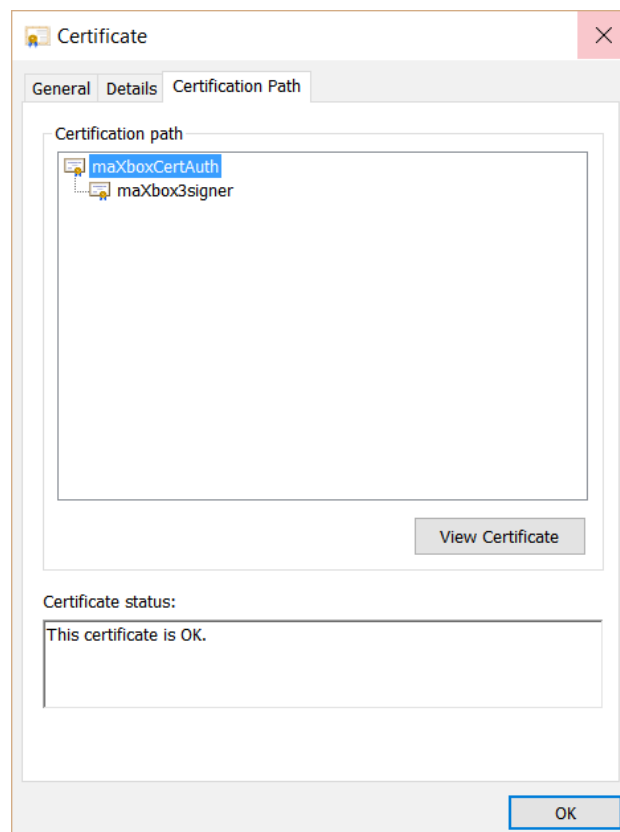 Certificate
General Details Certification Path
Certification path
maXboxCertAuth
maXbox3signer
View Certificate
Certificate status:
This certificate is OK.
OK